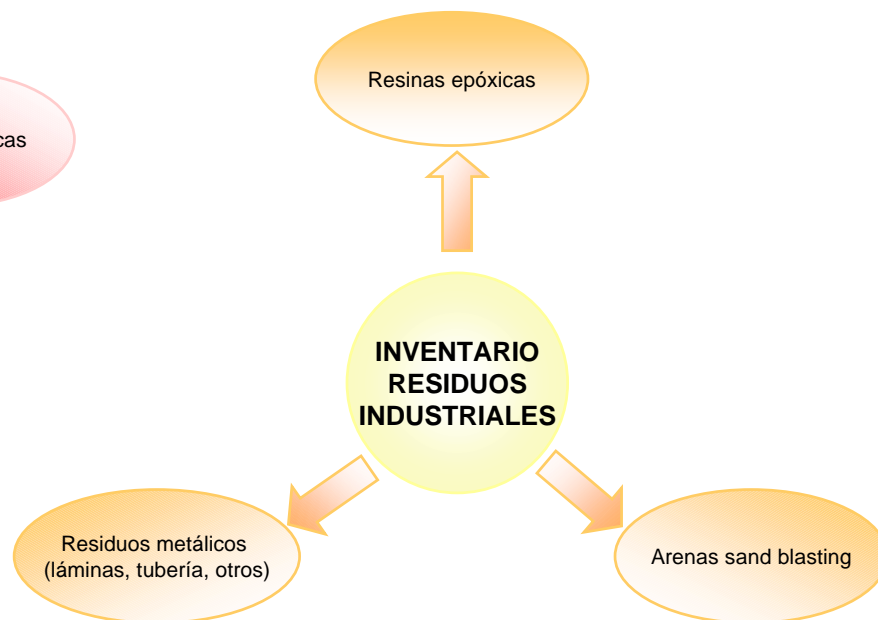 Resinas epóxicas
INVENTARIO
RESIDUOS
INDUSTRIALES
Residuos metálicos
(láminas, tubería, otros)
Arenas sand blasting